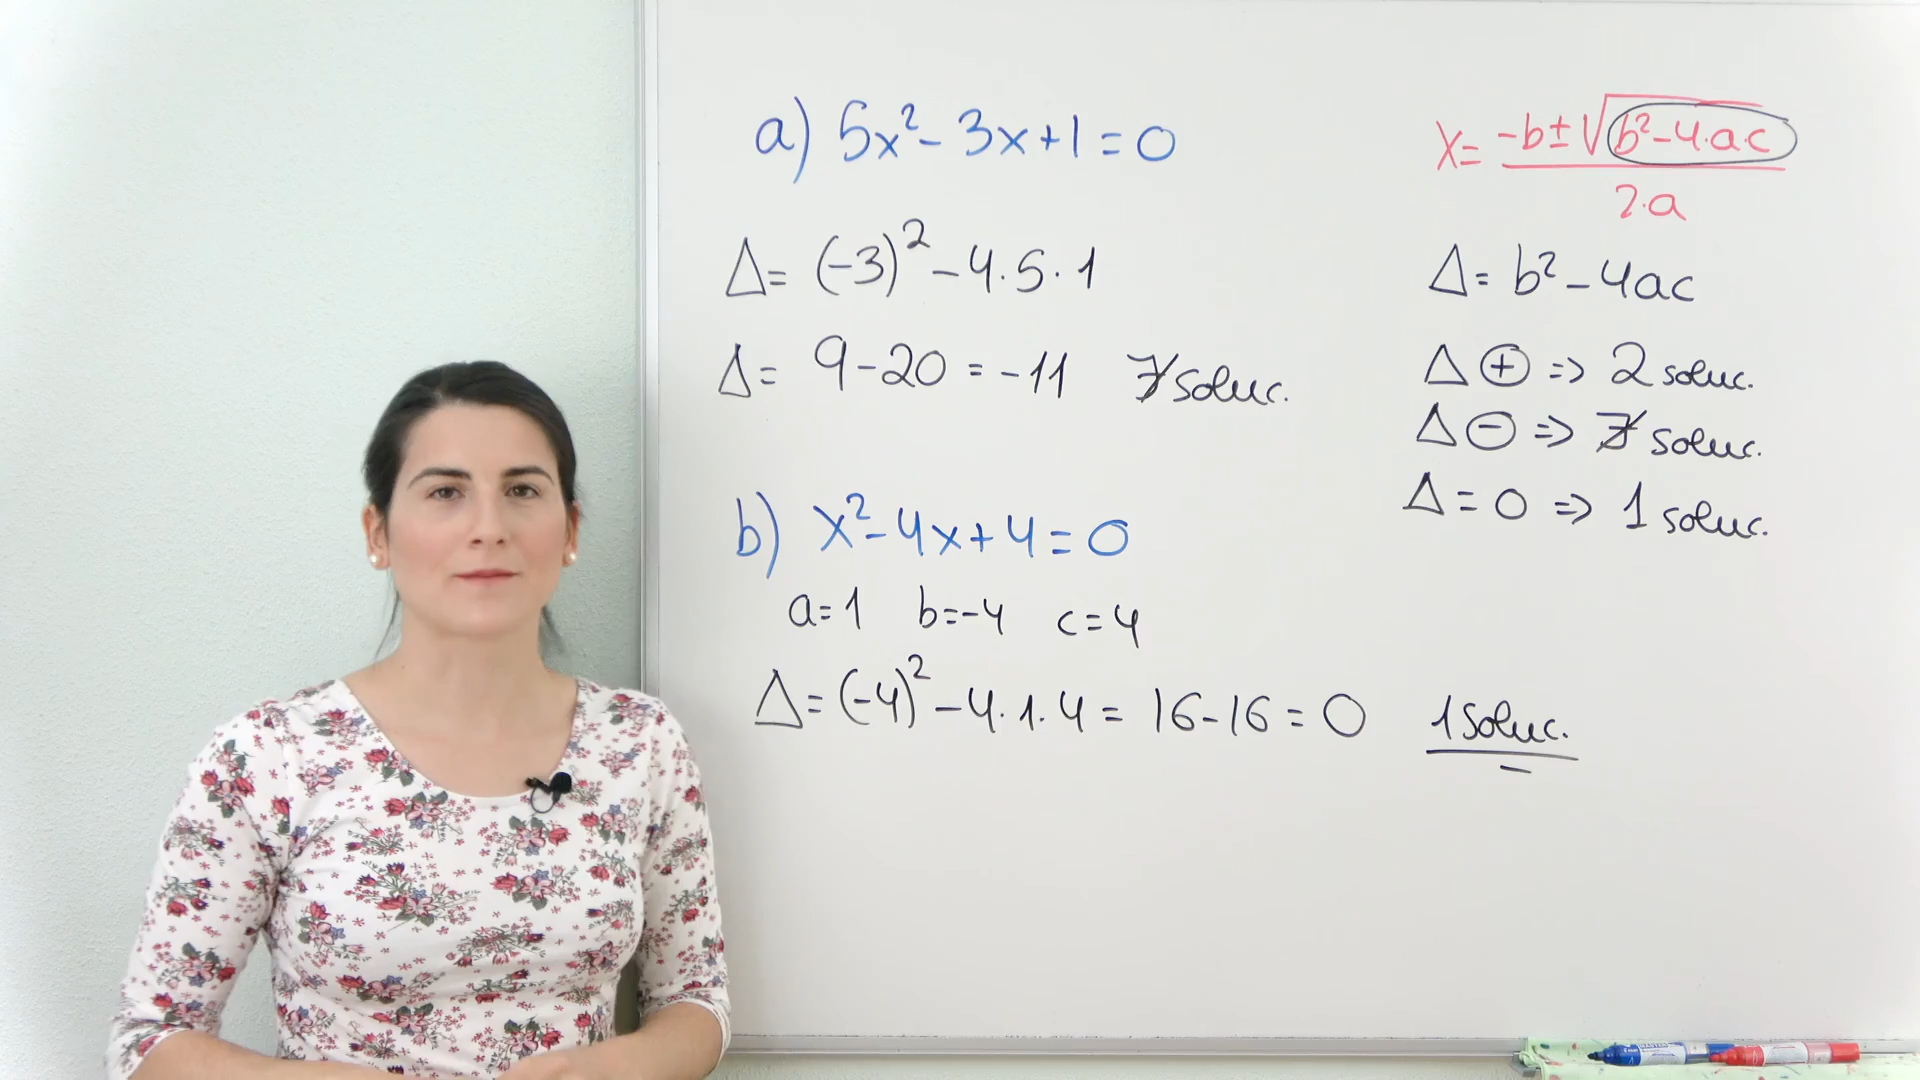 a) 5x² - 3x + 1 = 0
Δ = (-3)² - 4 · 5 · 1
Δ = 9 - 20 = -11 ∄ soluc.
b) x² - 4x + 4 = 0
a = 1 b = -4 c = 4
Δ = (-4)² - 4 · 1 · 4 = 16 - 16 = 0 1 soluc.
x = (-b ± √(b² - 4 · a · c)) / (2 · a)
Δ = b² - 4ac
Δ ⊕ => 2 soluc.
Δ ⊖ => ∄ soluc.
Δ = 0 => 1 soluc.